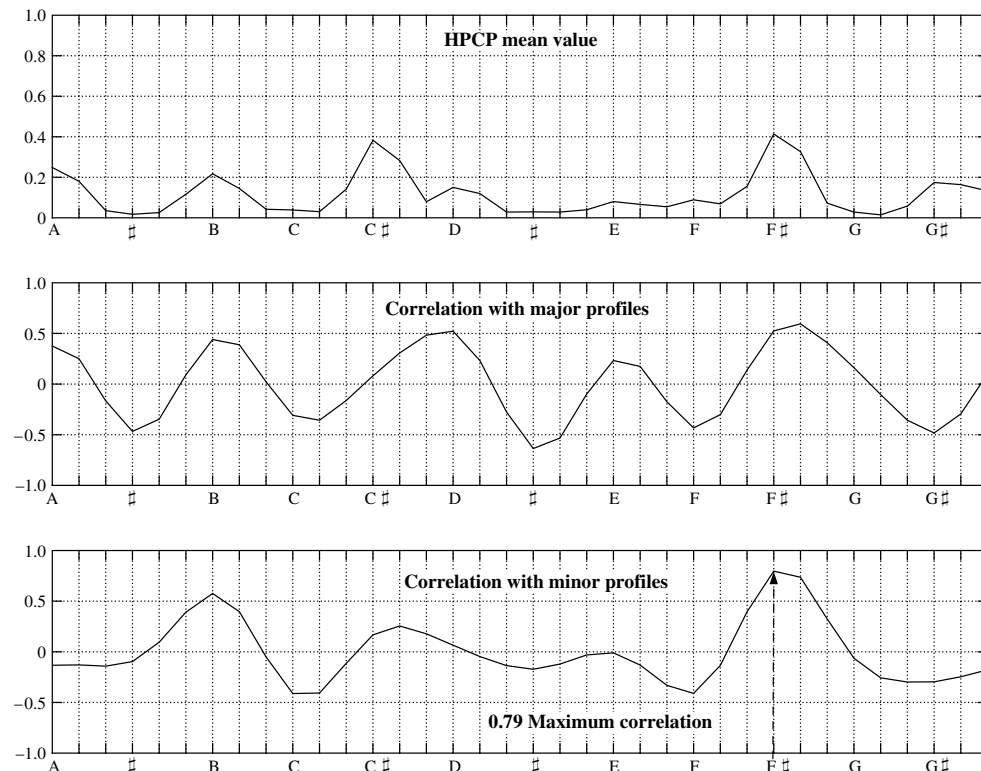 HPCP mean value
1.0
0.8
0.6
0.4
0.2
0
A ♯ B C C♯ D ♯ E F F♯ G G♯
Correlation with major profiles
1.0
0.5
0
−0.5
−1.0
A ♯ B C C♯ D ♯ E F F♯ G G♯
Correlation with minor profiles
1.0
0.5
0
−0.5
−1.0
0.79 Maximum correlation
A ♯ B C C♯ D ♯ E F F♯ G G♯